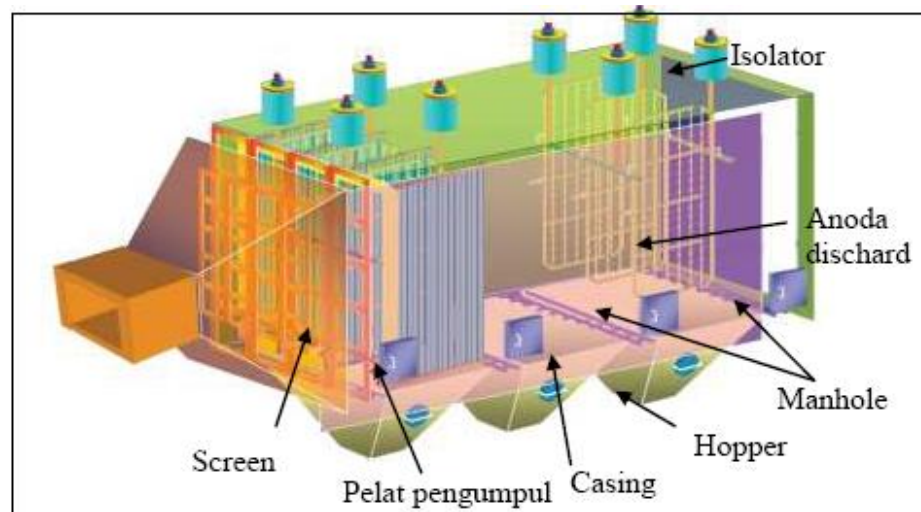 Isolator
Anoda
dischard
Manhole
Hopper
Casing
Pelat pengumpul
Screen